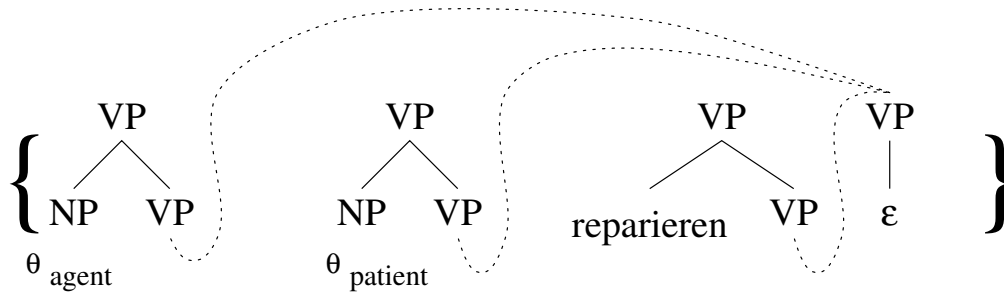 VP VP VP VP
{ NP VP NP VP reparieren VP ε }
θ agent θ patient